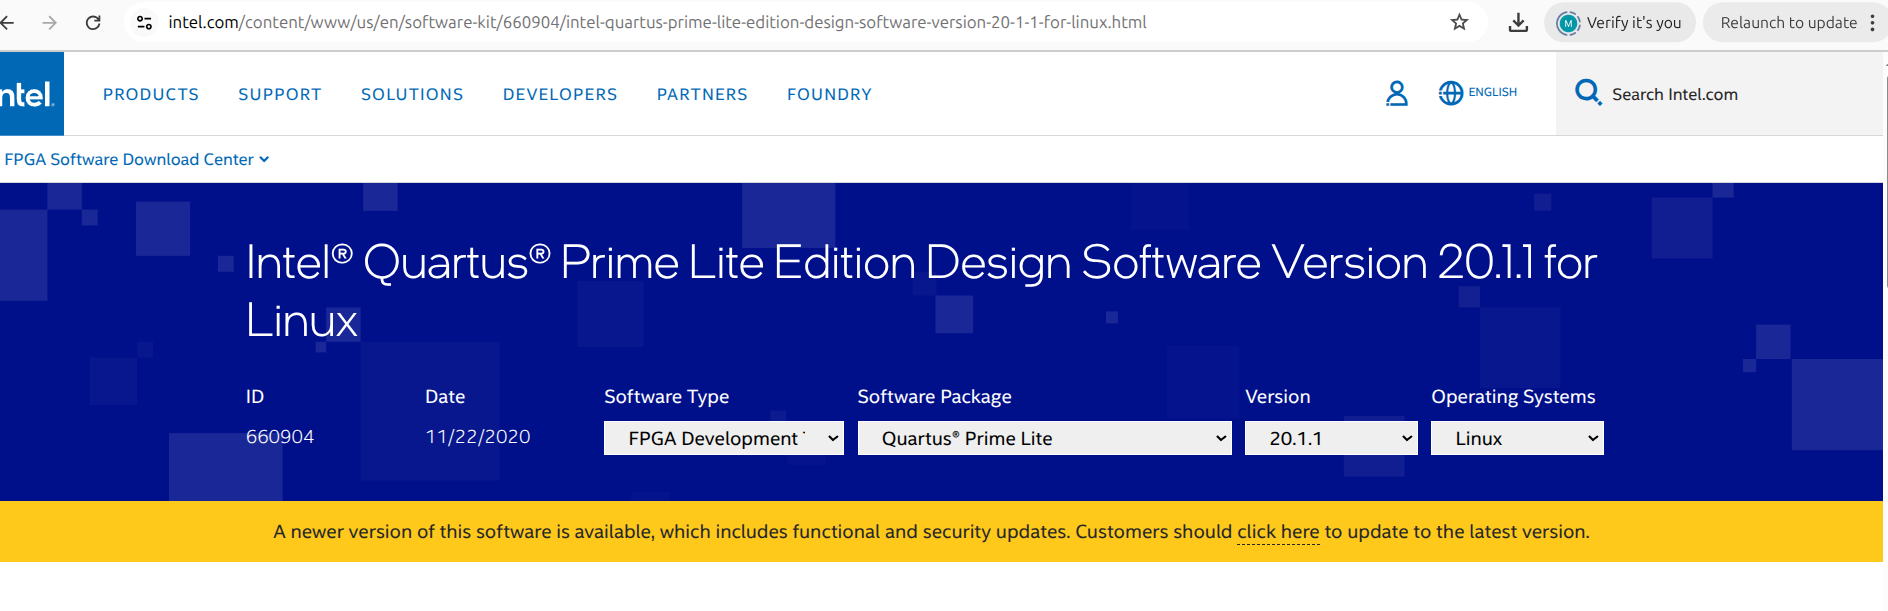 intel.com/content/www/us/en/software-kit/660904/intel-quartus-prime-lite-edition-design-software-version-20-1-1-for-linux.html
M Verify it's you
Relaunch to update
ntel.
PRODUCTS SUPPORT SOLUTIONS DEVELOPERS PARTNERS FOUNDRY
ENGLISH
Search Intel.com
FPGA Software Download Center
Intel® Quartus® Prime Lite Edition Design Software Version 20.1.1 for
Linux
ID Date Software Type Software Package Version Operating Systems
660904 11/22/2020 FPGA Development Quartus® Prime Lite 20.1.1 Linux
A newer version of this software is available, which includes functional and security updates. Customers should click here to update to the latest version.